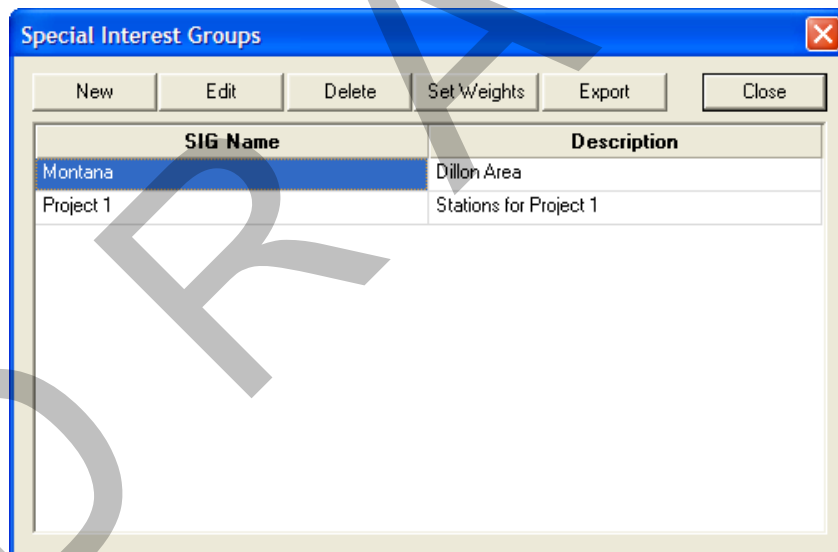 Special Interest Groups
New Edit Delete Set Weights Export Close
SIG Name Description
Montana Dillon Area
Project 1 Stations for Project 1